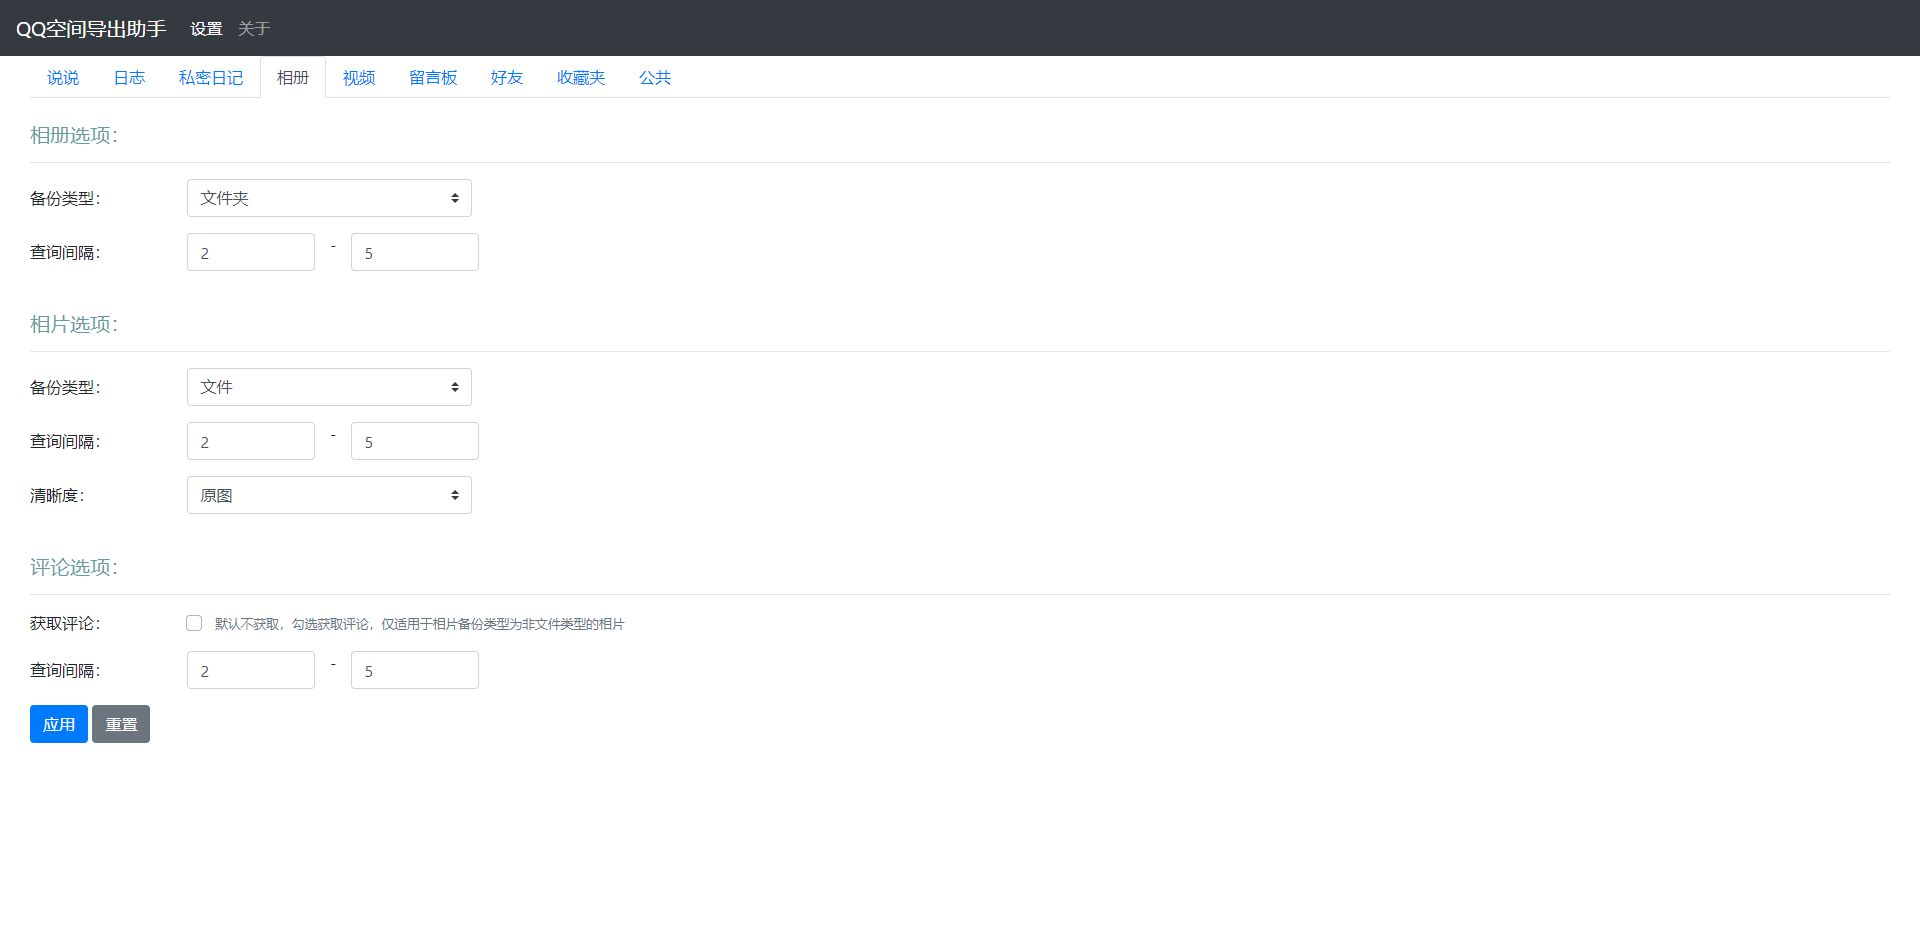 QQ空间导出助手 设置 关于
说说 日志 私密日记 相册 视频 留言板 好友 收藏夹 公共
相册选项：
备份类型： 文件夹
查询间隔： 2 - 5
相片选项：
备份类型： 文件
查询间隔： 2 - 5
清晰度： 原图
评论选项：
获取评论： 默认不获取，勾选获取评论，仅适用于相片备份类型为非文件类型的相片
查询间隔： 2 - 5
应用 重置